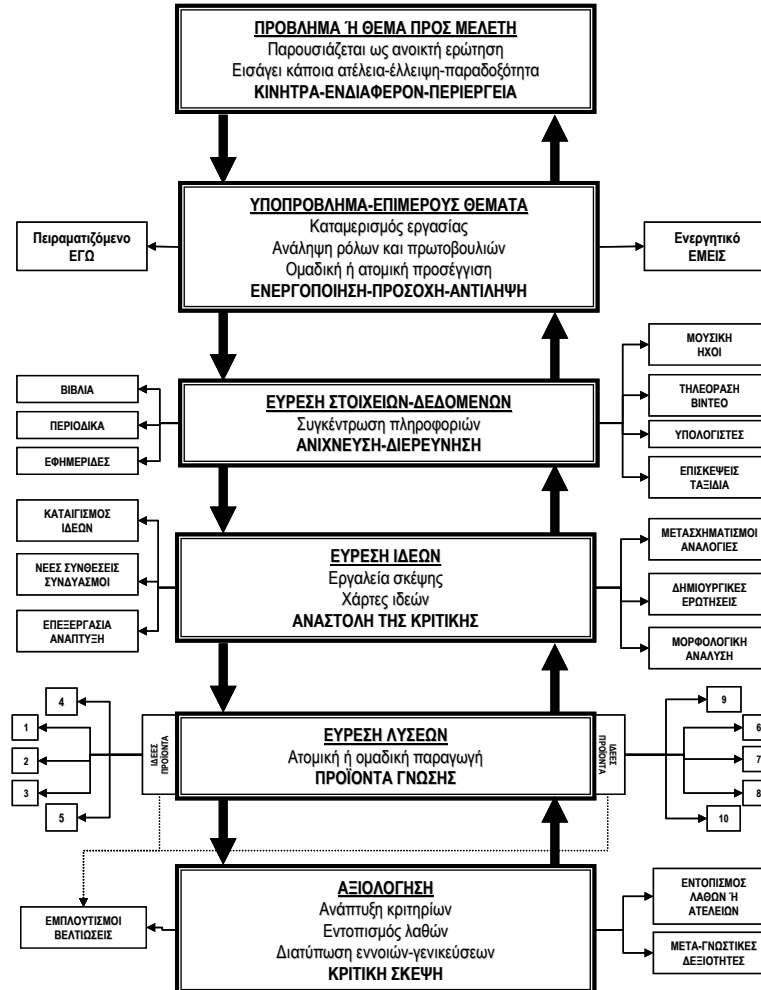 ΠΡΟΒΛΗΜΑ Ή ΘΕΜΑ ΠΡΟΣ ΜΕΛΕΤΗ
Παρουσιάζεται ως ανοικτή ερώτηση
Εισάγει κάποια ατέλεια-έλλειψη-παραδοξότητα
ΚΙΝΗΤΡΑ-ΕΝΔΙΑΦΕΡΟΝ-ΠΕΡΙΕΡΓΕΙΑ
ΥΠΟΠΡΟΒΛΗΜΑ-ΕΠΙΜΕΡΟΥΣ ΘΕΜΑΤΑ
Καταμερισμός εργασίας
Ανάληψη ρόλων και πρωτοβουλιών
Ομαδική ή ατομική προσέγγιση
ΕΝΕΡΓΟΠΟΙΗΣΗ-ΠΡΟΣΟΧΗ-ΑΝΤΙΛΗΨΗ
Πειραματιζόμενο
ΕΓΩ
Ενεργητικό
ΕΜΕΙΣ
ΕΥΡΕΣΗ ΣΤΟΙΧΕΙΩΝ-ΔΕΔΟΜΕΝΩΝ
Συγκέντρωση πληροφοριών
ΑΝΙΧΝΕΥΣΗ-ΔΙΕΡΕΥΝΗΣΗ
ΒΙΒΛΙΑ
ΠΕΡΙΟΔΙΚΑ
ΕΦΗΜΕΡΙΔΕΣ
ΜΟΥΣΙΚΗ
ΗΧΟΙ
ΤΗΛΕΟΡΑΣΗ
ΒΙΝΤΕΟ
ΥΠΟΛΟΓΙΣΤΕΣ
ΕΠΙΣΚΕΨΕΙΣ
ΤΑΞΙΔΙΑ
ΕΥΡΕΣΗ ΙΔΕΩΝ
Εργαλεία σκέψης
Χάρτες ιδεών
ΑΝΑΣΤΟΛΗ ΤΗΣ ΚΡΙΤΙΚΗΣ
ΚΑΤΑΙΓΙΣΜΟΣ
ΙΔΕΩΝ
ΝΕΕΣ ΣΥΝΘΕΣΕΙΣ
ΣΥΝΔΥΑΣΜΟΙ
ΕΠΕΞΕΡΓΑΣΙΑ
ΑΝΑΠΤΥΞΗ
ΜΕΤΑΣΧΗΜΑΤΙΣΜΟΙ
ΑΝΑΛΟΓΙΕΣ
ΔΗΜΙΟΥΡΓΙΚΕΣ
ΕΡΩΤΗΣΕΙΣ
ΜΟΡΦΟΛΟΓΙΚΗ
ΑΝΑΛΥΣΗ
ΕΥΡΕΣΗ ΛΥΣΕΩΝ
Ατομική ή ομαδική παραγωγή
ΠΡΟΪΟΝΤΑ ΓΝΩΣΗΣ
ΙΔΕΕΣ
ΠΡΟΪΟΝΤΑ
4
1
2
3
5
ΙΔΕΕΣ
ΠΡΟΪΟΝΤΑ
9
6
7
8
10
ΑΞΙΟΛΟΓΗΣΗ
Ανάπτυξη κριτηρίων
Εντοπισμός λαθών
Διατύπωση εννοιών-γενικεύσεων
ΚΡΙΤΙΚΗ ΣΚΕΨΗ
ΕΜΠΛΟΥΤΙΣΜΟΙ
ΒΕΛΤΙΩΣΕΙΣ
ΕΝΤΟΠΙΣΜΟΣ
ΛΑΘΩΝ Ή
ΑΤΕΛΕΙΩΝ
ΜΕΤΑ-ΓΝΩΣΤΙΚΕΣ
ΔΕΞΙΟΤΗΤΕΣ